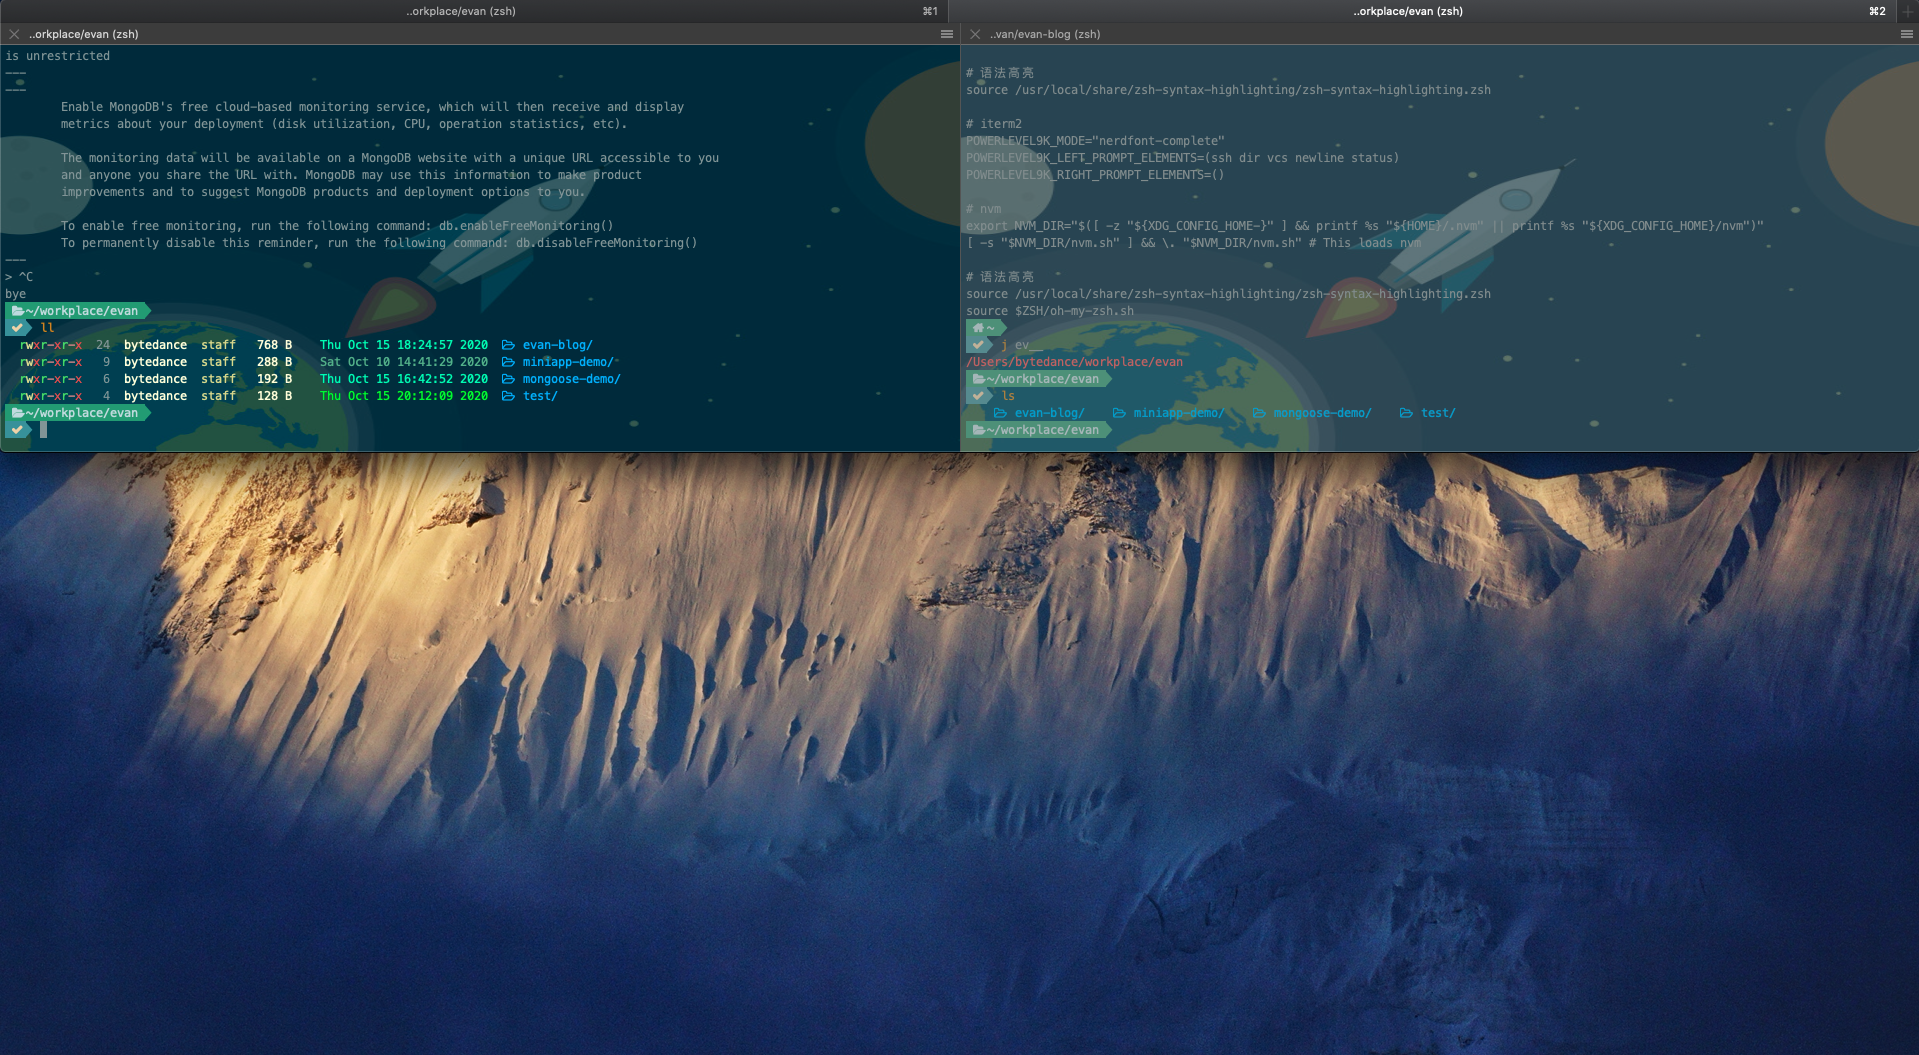 ..orkplace/evan (zsh) ⌘1
..orkplace/evan (zsh) ⌘2
..orkplace/evan (zsh)
is unrestricted
---
---
Enable MongoDB's free cloud-based monitoring service, which will then receive and display
metrics about your deployment (disk utilization, CPU, operation statistics, etc).
The monitoring data will be available on a MongoDB website with a unique URL accessible to you
and anyone you share the URL with. MongoDB may use this information to make product
improvements and to suggest MongoDB products and deployment options to you.
To enable free monitoring, run the following command: db.enableFreeMonitoring()
To permanently disable this reminder, run the following command: db.disableFreeMonitoring()
---
> ^C
bye
~/workplace/evan
ll
rwxr-xr-x 24 bytedance staff 768 B Thu Oct 15 18:24:57 2020 evan-blog/
rwxr-xr-x 9 bytedance staff 288 B Sat Oct 10 14:41:29 2020 miniapp-demo/
rwxr-xr-x 6 bytedance staff 192 B Thu Oct 15 16:42:52 2020 mongoose-demo/
rwxr-xr-x 4 bytedance staff 128 B Thu Oct 15 20:12:09 2020 test/
~/workplace/evan
..van/evan-blog (zsh)
# 语法高亮
source /usr/local/share/zsh-syntax-highlighting/zsh-syntax-highlighting.zsh
# iterm2
POWERLEVEL9K_MODE="nerdfont-complete"
POWERLEVEL9K_LEFT_PROMPT_ELEMENTS=(ssh dir vcs newline status)
POWERLEVEL9K_RIGHT_PROMPT_ELEMENTS=()
# nvm
export NVM_DIR="$([ -z "${XDG_CONFIG_HOME-}" ] && printf %s "${HOME}/.nvm" || printf %s "${XDG_CONFIG_HOME}/nvm")"
[ -s "$NVM_DIR/nvm.sh" ] && \. "$NVM_DIR/nvm.sh" # This loads nvm
# 语法高亮
source /usr/local/share/zsh-syntax-highlighting/zsh-syntax-highlighting.zsh
source $ZSH/oh-my-zsh.sh
~
j ev__
/Users/bytedance/workplace/evan
~/workplace/evan
ls
evan-blog/ miniapp-demo/ mongoose-demo/ test/
~/workplace/evan